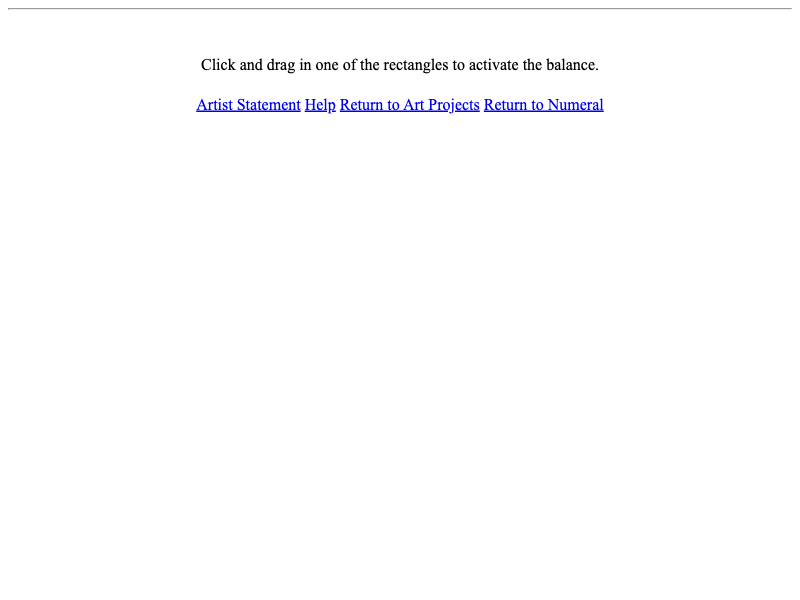 Click and drag in one of the rectangles to activate the balance.
Artist Statement Help Return to Art Projects Return to Numeral